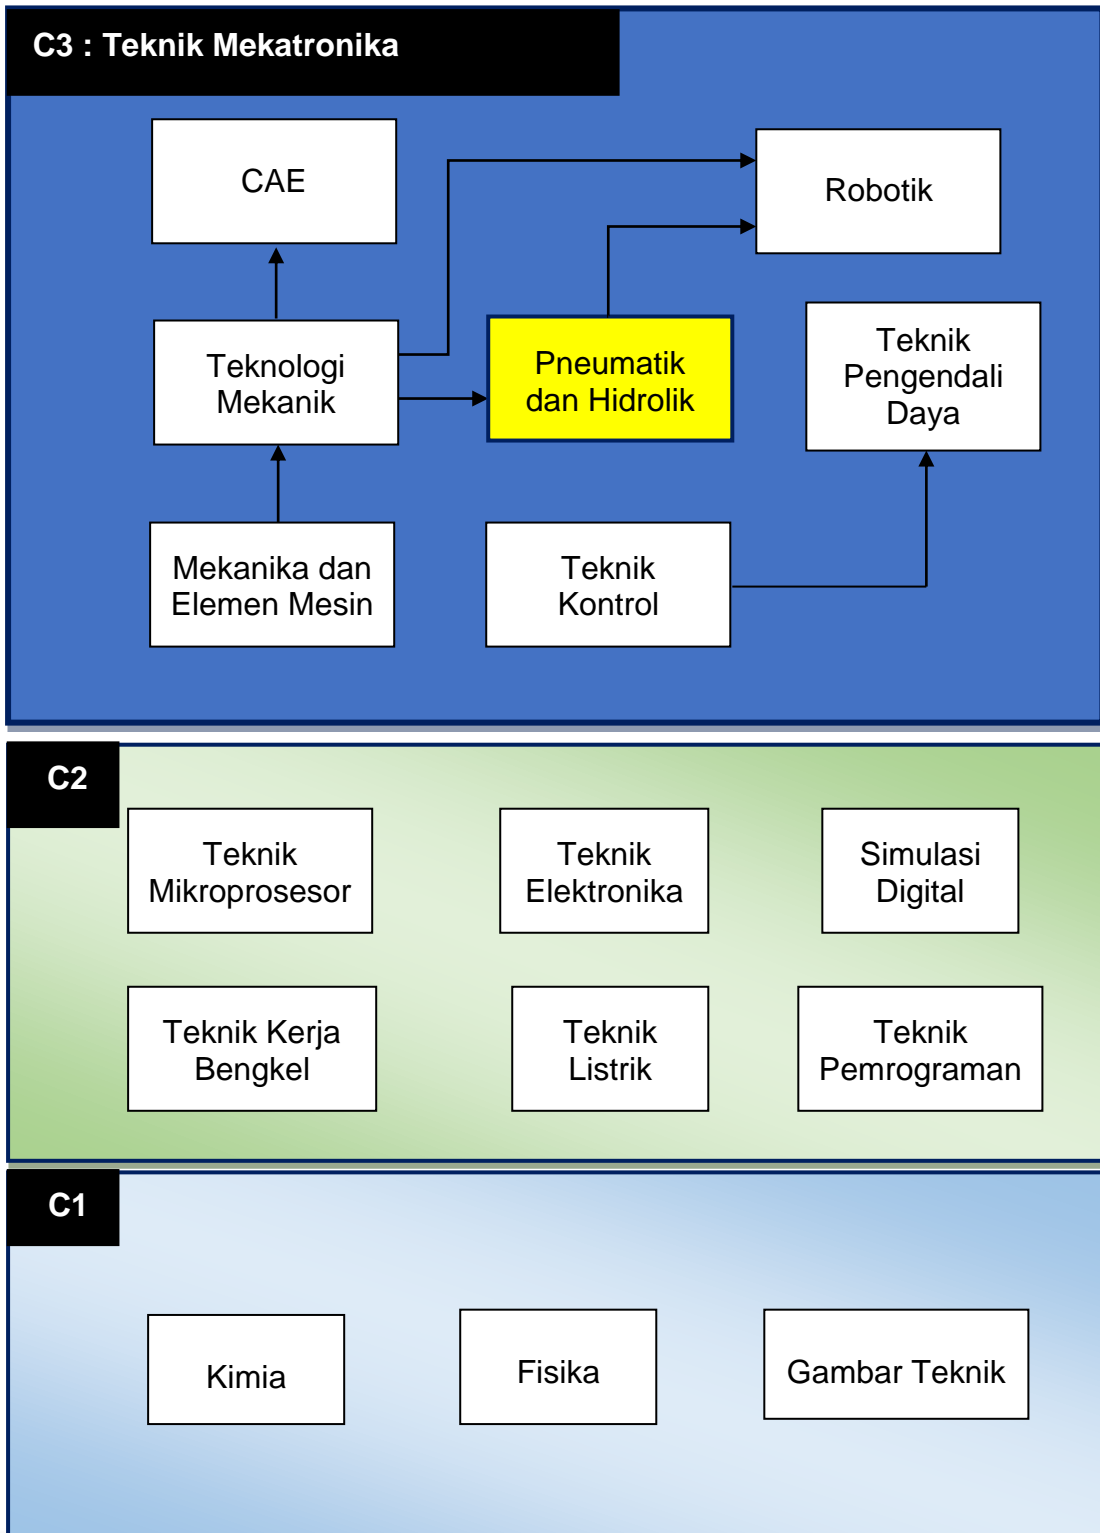 C3 : Teknik Mekatronika
CAE
Robotik
Teknologi
Mekanik
Pneumatik
dan Hidrolik
Teknik
Pengendali
Daya
Mekanika dan
Elemen Mesin
Teknik
Kontrol
C2
Teknik
Mikroprosesor
Teknik
Elektronika
Simulasi
Digital
Teknik Kerja
Bengkel
Teknik
Listrik
Teknik
Pemrograman
C1
Kimia
Fisika
Gambar Teknik